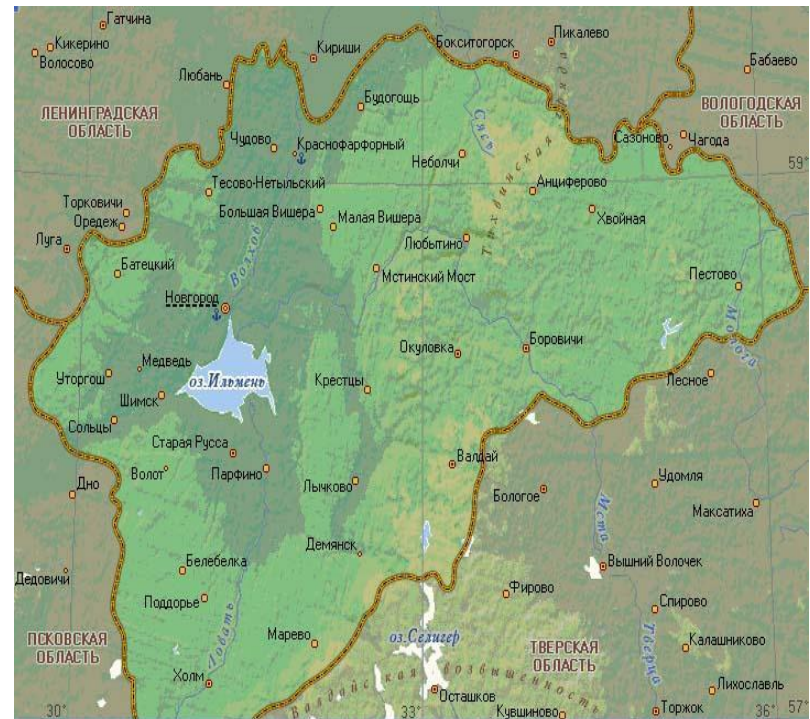 Гатчина
Кикерино
Волосово
Кириши
Бокситогорск
Пикалево
Бабаево
Любань
Будогощь
ЛЕНИНГРАДСКАЯ
ОБЛАСТЬ
ВОЛОГОДСКАЯ
ОБЛАСТЬ
Сясь
Тихвинская гряда
Чудово
Краснофарфорный
Неболчи
Сазоново
Чагода
59°
Тесово-Нетыльский
Анциферово
Торковичи
Оредеж
Большая Вишера
Малая Вишера
Хвойная
Луга
Волхов
Любытино
Батецкий
Мстинский Мост
Пестово
Новгород
Молога
Окуловка
Боровичи
Медведь
Уторгош
оз.Ильмень
Крестцы
Лесное
Шимск
Сольцы
Старая Русса
Валдай
Волот
Парфино
Лычково
Бологое
Удомля
Дно
Максатиха
Мста
Демянск
Дедовичи
Белебелка
Вышний Волочек
Фирово
Поддорье
Спирово
Ловать
ПСКОВСКАЯ
ОБЛАСТЬ
Марево
оз.Селигер
ТВЕРСКАЯ
ОБЛАСТЬ
Тверца
Калашниково
Холм
Валдайская возвышенность
Осташков
Лихославль
30°
33°
Кувшиново
Торжок
36°
57°